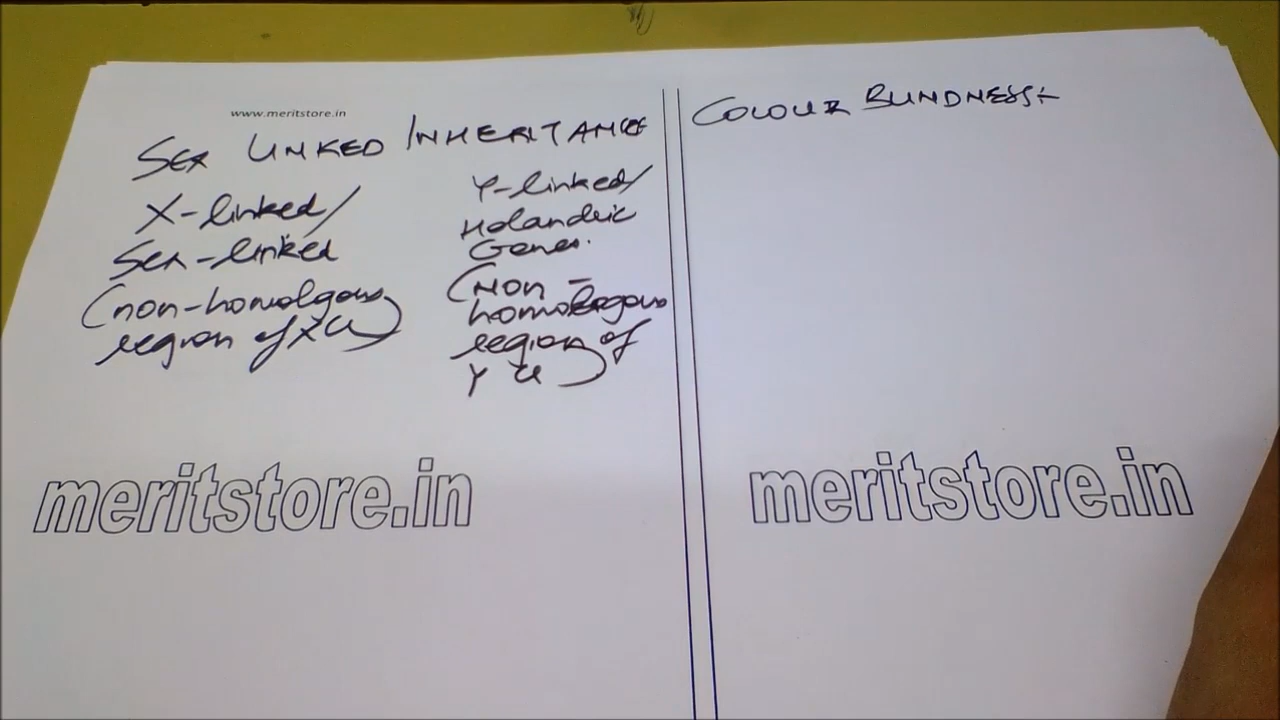 www.meritstore.in
SEX LINKED INHERITANCE
X-linked/
Sex-linked
(non-homolgous
region of X Ch)
Y-linked/
Holandric
Genes.
(Non-
homologous
region of
Y Ch)
COLOUR BLINDNESS:-
meritstore.in
meritstore.in